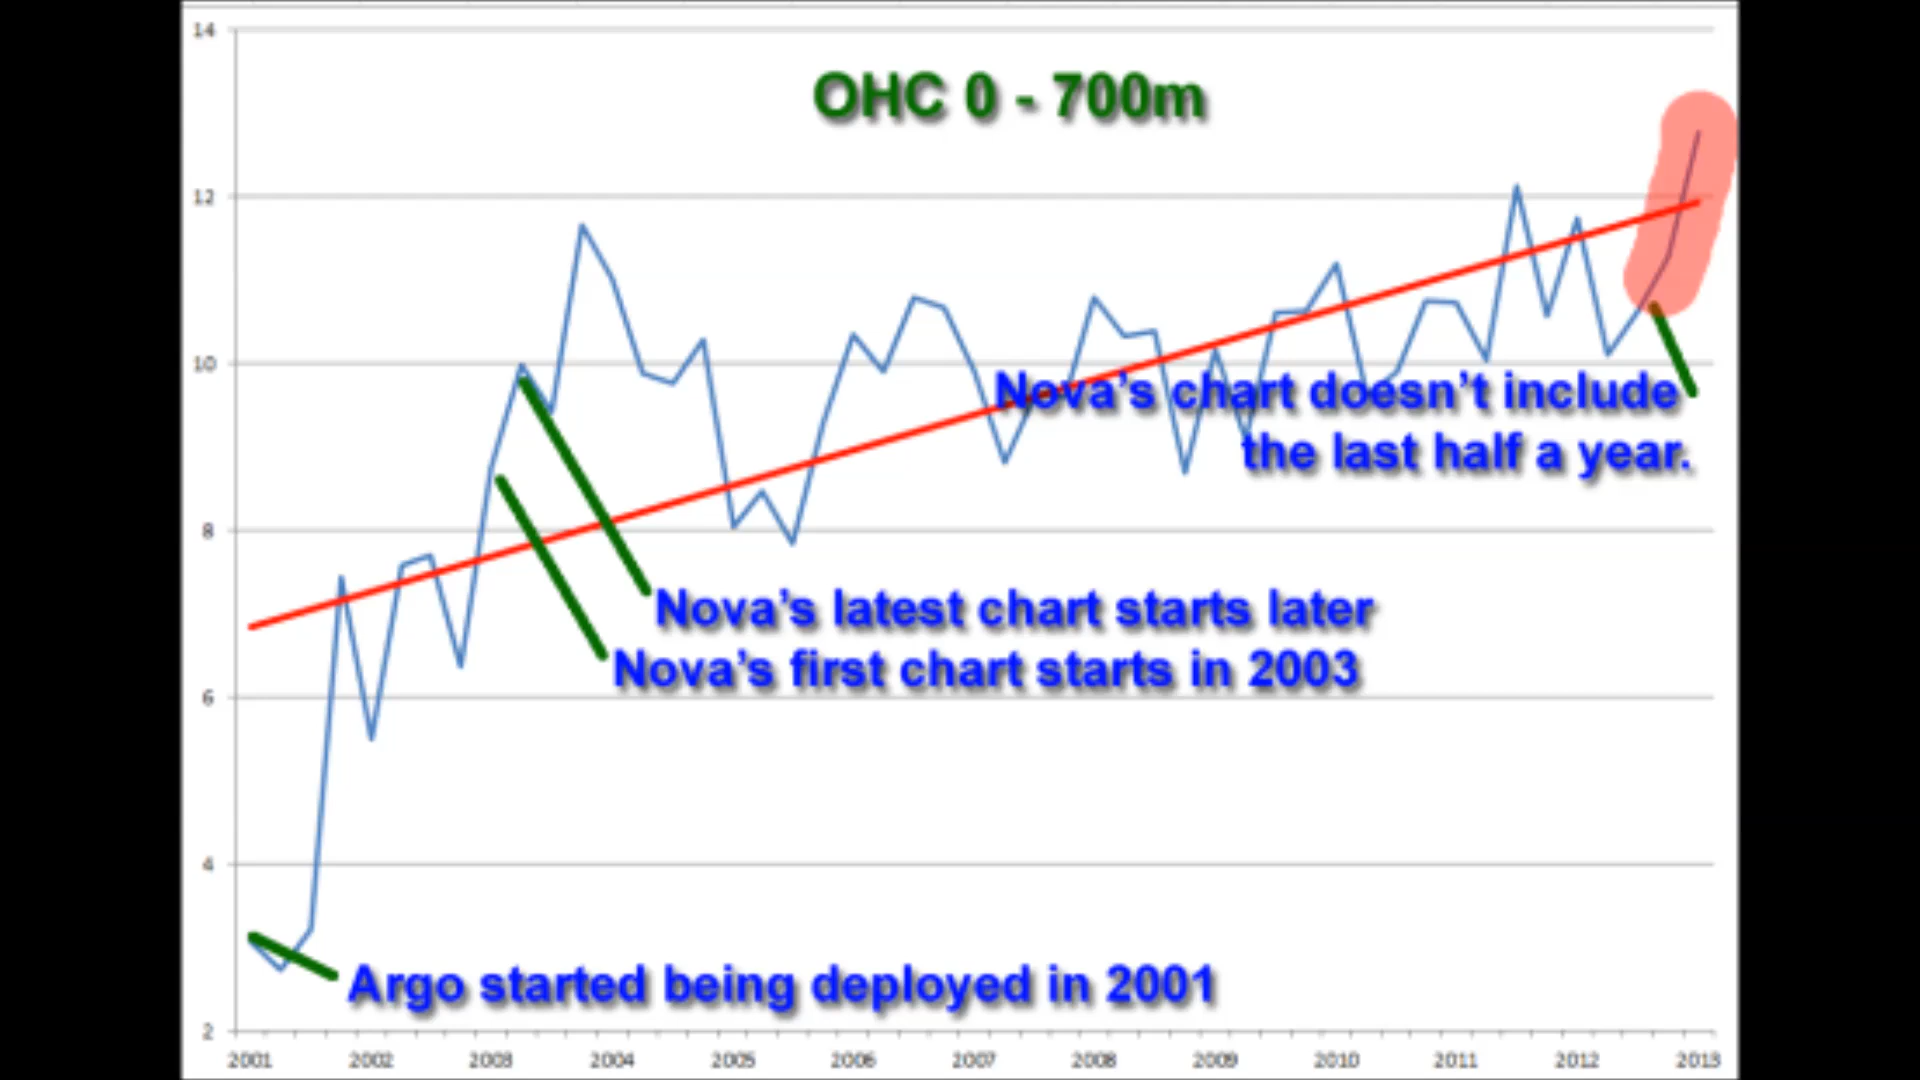 OHC 0 - 700m
14
12
10
8
6
4
2
Nova's chart doesn't include
the last half a year.
Nova's latest chart starts later
Nova's first chart starts in 2003
Argo started being deployed in 2001
2001 2002 2003 2004 2005 2006 2007 2008 2009 2010 2011 2012 2013